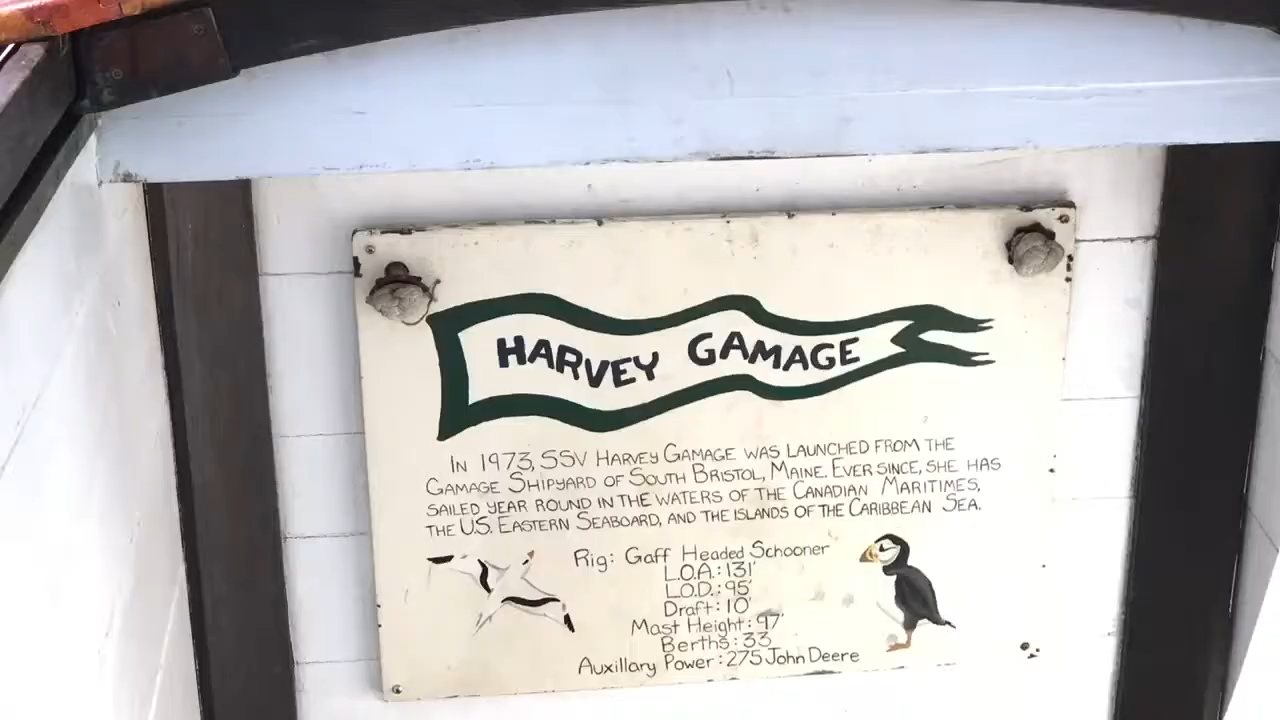 HARVEY GAMAGE
IN 1973, SSV HARVEY GAMAGE WAS LAUNCHED FROM THE
GAMAGE SHIPYARD OF SOUTH BRISTOL, MAINE. EVER SINCE, SHE HAS
SAILED YEAR ROUND IN THE WATERS OF THE CANADIAN MARITIMES,
THE U.S. EASTERN SEABOARD, AND THE ISLANDS OF THE CARIBBEAN SEA.
Rig: Gaff Headed Schooner
L.O.A.: 131'
L.O.D.: 95'
Draft: 10'
Mast Height: 97'
Berths: 33
Auxillary Power: 275 John Deere